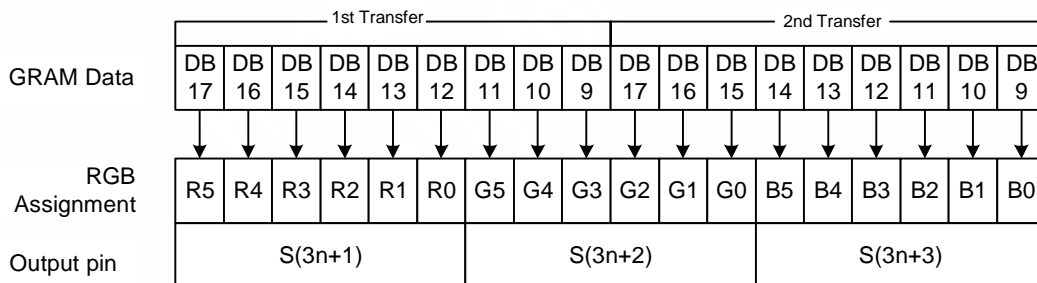 1st Transfer 2nd Transfer
GRAM Data DB 17 DB 16 DB 15 DB 14 DB 13 DB 12 DB 11 DB 10 DB 9 DB 17 DB 16 DB 15 DB 14 DB 13 DB 12 DB 11 DB 10 DB 9
RGB Assignment R5 R4 R3 R2 R1 R0 G5 G4 G3 G2 G1 G0 B5 B4 B3 B2 B1 B0
Output pin S(3n+1) S(3n+2) S(3n+3)